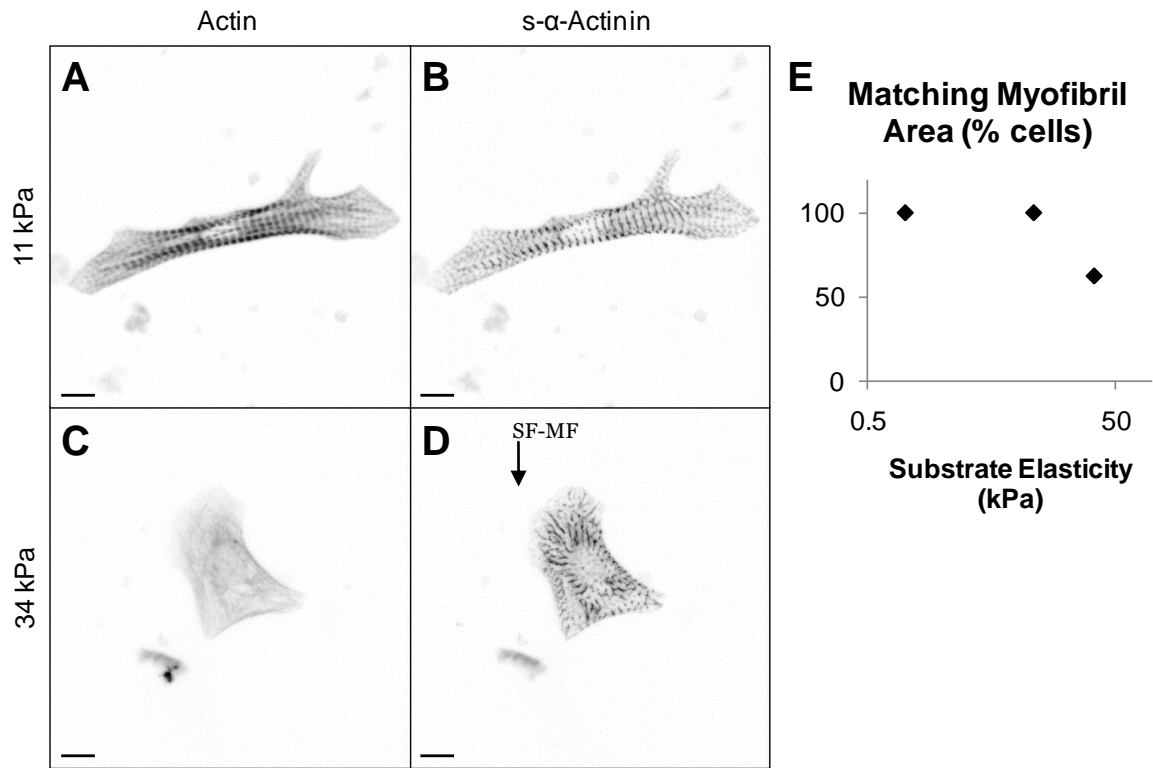 Actin
s-α-Actinin
11 kPa
A
B
34 kPa
C
D
SF-MF
E
Matching Myofibril
Area (% cells)
100
50
0
0.5
50
Substrate Elasticity
(kPa)